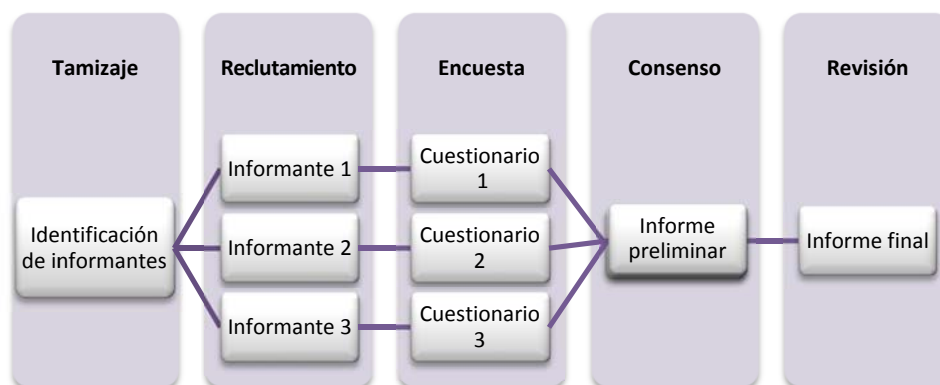 Tamizaje
Reclutamiento
Encuesta
Consenso
Revisión
Identificación
de informantes
Informante 1
Informante 2
Informante 3
Cuestionario
1
Cuestionario
2
Cuestionario
3
Informe
preliminar
Informe final